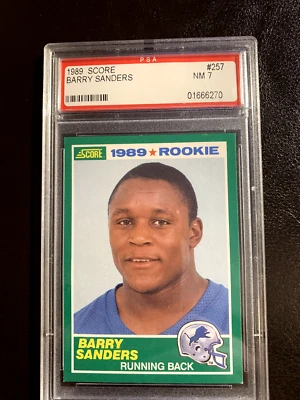 PSA
1989 SCORE #257
BARRY SANDERS NM 7
01666270
SCORE 1989 ★ ROOKIE
BARRY
SANDERS
RUNNING BACK